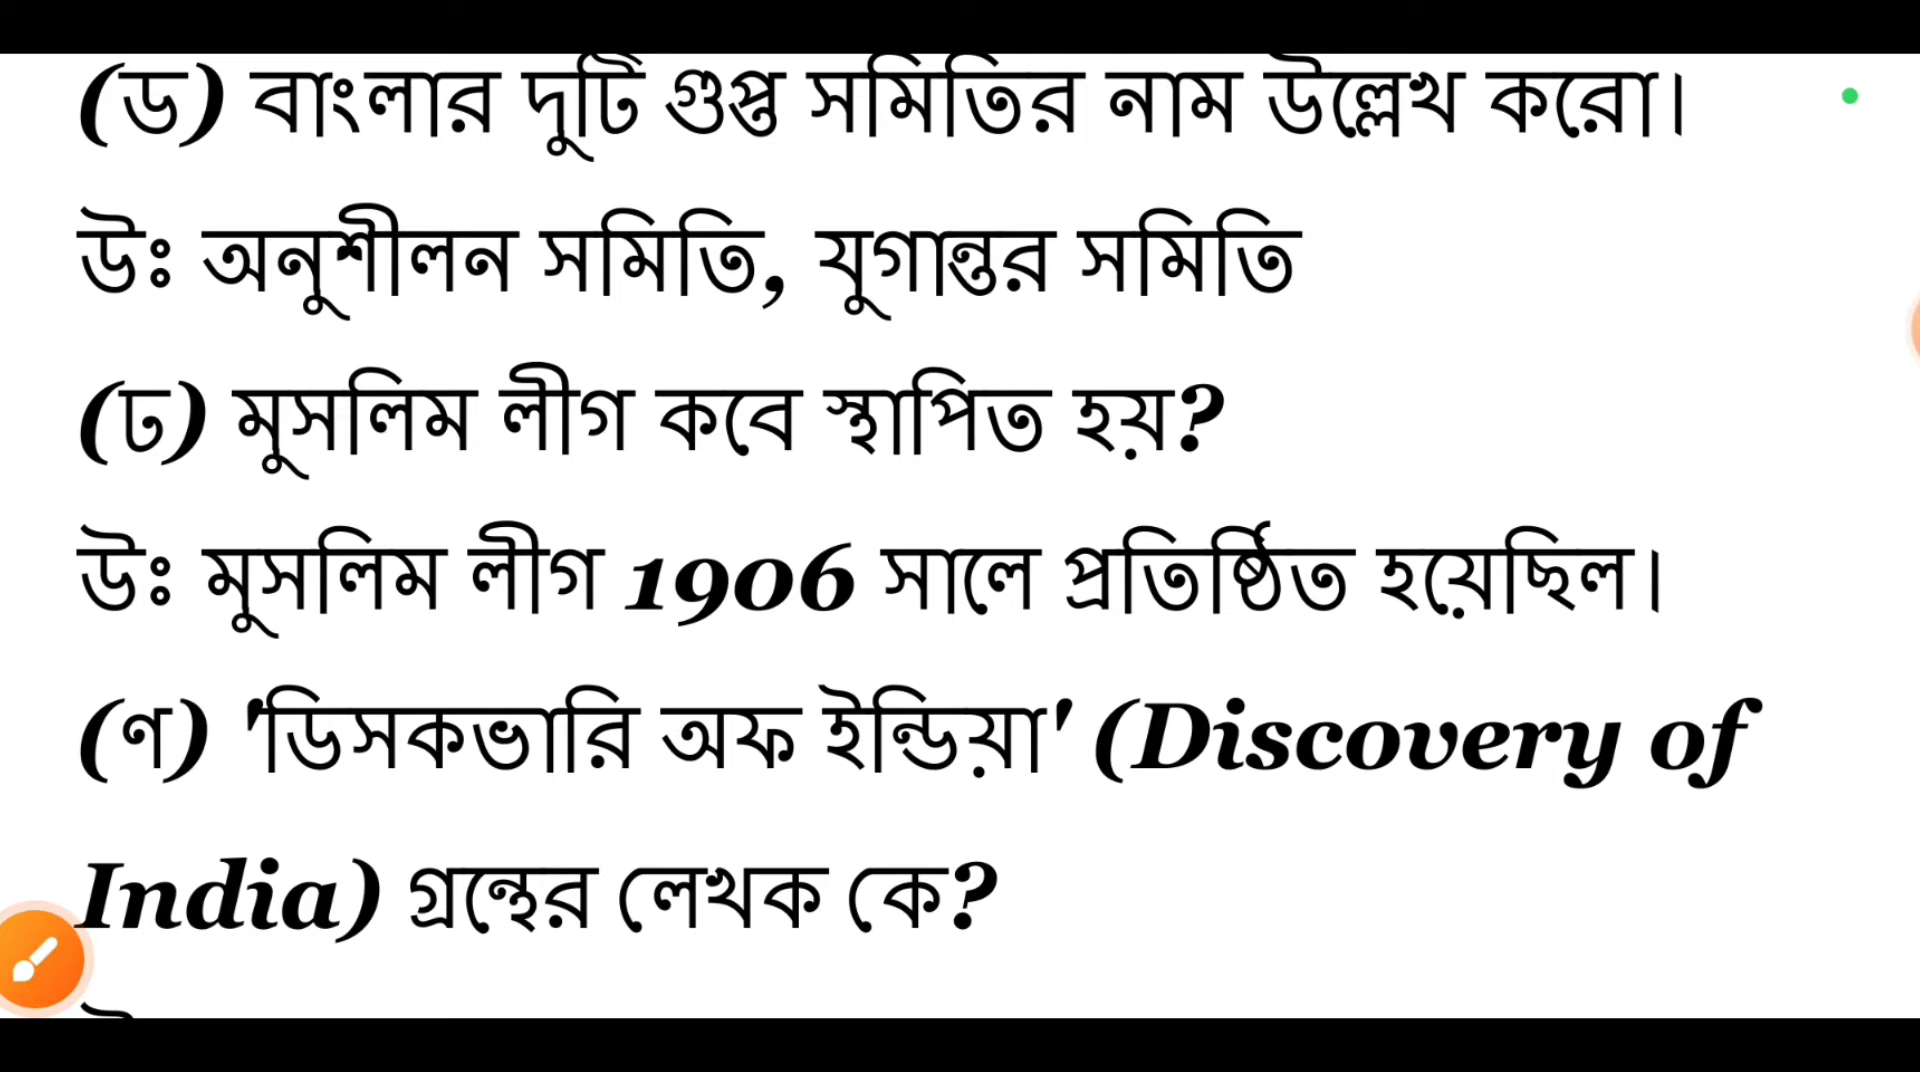 (ড) বাংলার দুটি গুপ্ত সমিতির নাম উল্লেখ করো।
উঃ অনুশীলন সমিতি, যুগান্তর সমিতি
(ঢ) মুসলিম লীগ কবে স্থাপিত হয়?
উঃ মুসলিম লীগ 1906 সালে প্রতিষ্ঠিত হয়েছিল।
(ণ) 'ডিসকভারি অফ ইন্ডিয়া' (Discovery of
India) গ্রন্থের লেখক কে?